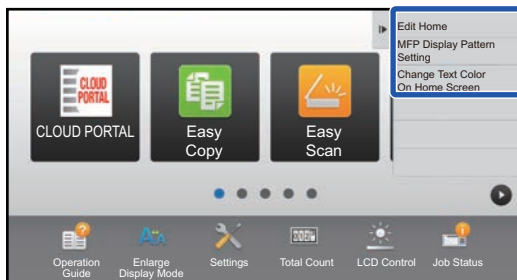 Edit Home
MFP Display Pattern
Setting
Change Text Color
On Home Screen
CLOUD
PORTAL
CLOUD PORTAL
Easy
Copy
Easy
Scan
Operation
Guide
Enlarge
Display Mode
Settings
Total Count
LCD Control
Job Status